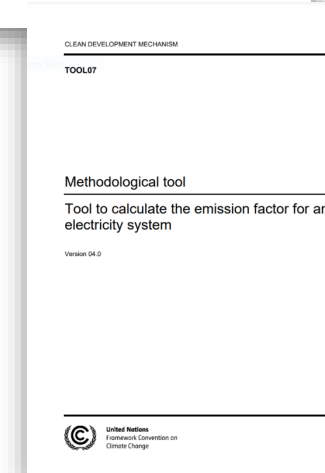 CLEAN DEVELOPMENT MECHANISM
TOOL07
Methodological tool
Tool to calculate the emission factor for an
electricity system
Version 04.0
United Nations
Framework Convention on
Climate Change